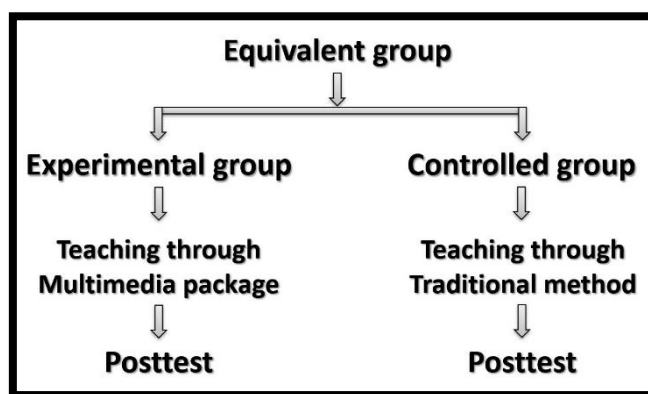 Equivalent group
Experimental group
Controlled group
Teaching through
Multimedia package
Teaching through
Traditional method
Posttest
Posttest